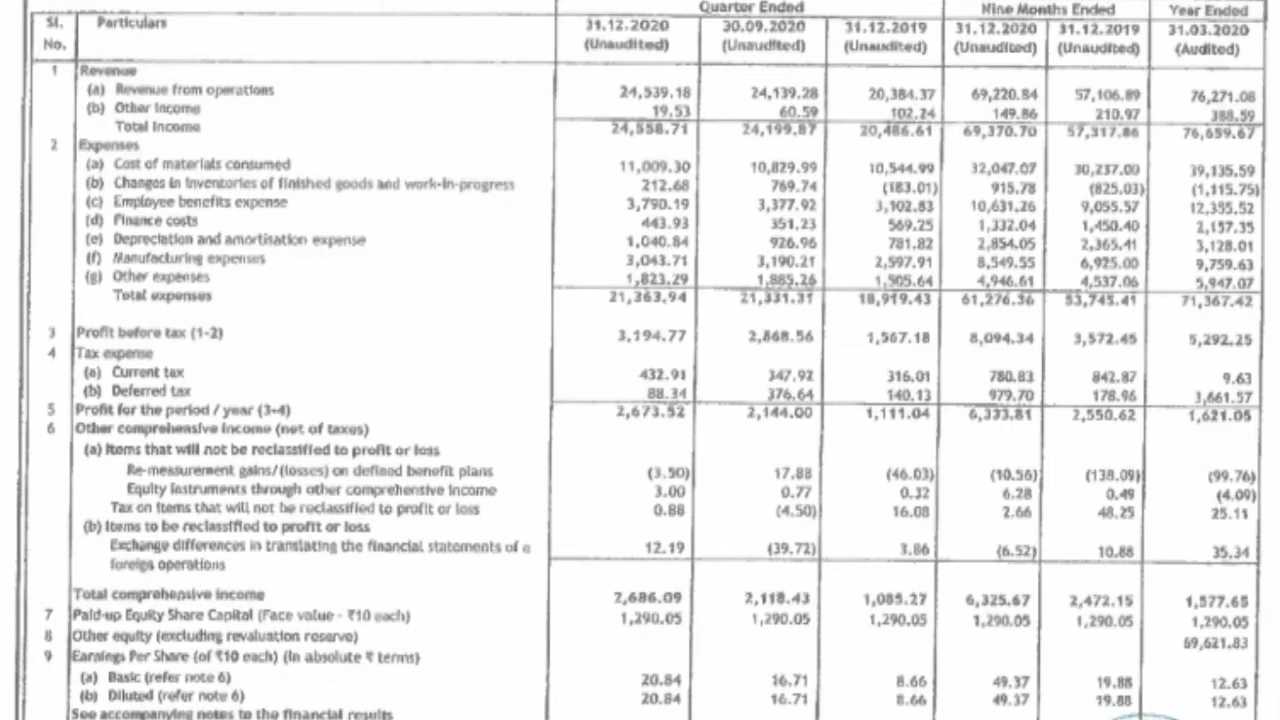 Quarter Ended Nine Months Ended Year Ended
Sl. No. Particulars 31.12.2020 (Unaudited) 30.09.2020 (Unaudited) 31.12.2019 (Unaudited) 31.12.2020 (Unaudited) 31.12.2019 (Unaudited) 31.03.2020 (Audited)
1 Revenue
(a) Revenue from operations 24,539.18 24,139.28 20,384.37 69,220.84 57,106.89 76,271.08
(b) Other Income 19.53 60.59 102.24 149.86 210.97 388.59
Total Income 24,558.71 24,199.87 20,486.61 69,370.70 57,317.86 76,659.67
2 Expenses
(a) Cost of materials consumed 11,009.30 10,829.99 10,544.99 32,047.07 30,237.00 39,135.59
(b) Changes in inventories of finished goods and work-in-progress 212.68 769.74 (183.01) 915.78 (825.03) (1,115.75)
(c) Employee benefits expense 3,790.19 3,377.92 3,102.83 10,631.26 9,055.57 12,355.52
(d) Finance costs 443.93 351.23 569.25 1,332.04 1,450.40 2,157.35
(e) Depreciation and amortisation expense 1,040.84 926.96 781.82 2,854.05 2,365.41 3,128.01
(f) Manufacturing expenses 3,043.71 3,190.21 2,597.91 8,549.55 6,925.00 9,759.63
(g) Other expenses 1,823.29 1,885.26 1,505.64 4,946.61 4,537.06 5,947.07
Total expenses 21,363.94 21,331.31 18,919.43 61,276.36 53,745.41 71,367.42
3 Profit before tax (1-2) 3,194.77 2,868.56 1,567.18 8,094.34 3,572.45 5,292.25
4 Tax expense
(a) Current tax 432.91 347.92 316.01 780.83 842.87 9.63
(b) Deferred tax 88.34 376.64 140.13 979.70 178.96 3,661.57
5 Profit for the period / year (3-4) 2,673.52 2,144.00 1,111.04 6,333.81 2,550.62 1,621.05
6 Other comprehensive income (net of taxes)
(a) Items that will not be reclassified to profit or loss
Re-measurement gains/(losses) on defined benefit plans (3.50) 17.88 (46.03) (10.56) (138.09) (99.76)
Equity instruments through other comprehensive income 3.00 0.77 0.32 6.28 0.49 (4.09)
Tax on items that will not be reclassified to profit or loss 0.88 (4.50) 16.08 2.66 48.25 25.11
(b) Items to be reclassified to profit or loss
Exchange differences in translating the financial statements of a foreign operations 12.19 (39.72) 3.86 (6.52) 10.88 35.34
Total comprehensive income 2,686.09 2,118.43 1,085.27 6,325.67 2,472.15 1,577.65
7 Paid-up Equity Share Capital (Face value - ₹10 each) 1,290.05 1,290.05 1,290.05 1,290.05 1,290.05 1,290.05
8 Other equity (excluding revaluation reserve) 69,621.83
9 Earnings Per Share (of ₹10 each) (in absolute ₹ terms)
(a) Basic (refer note 6) 20.84 16.71 8.66 49.37 19.88 12.63
(b) Diluted (refer note 6) 20.84 16.71 8.66 49.37 19.88 12.63
See accompanying notes to the financial results